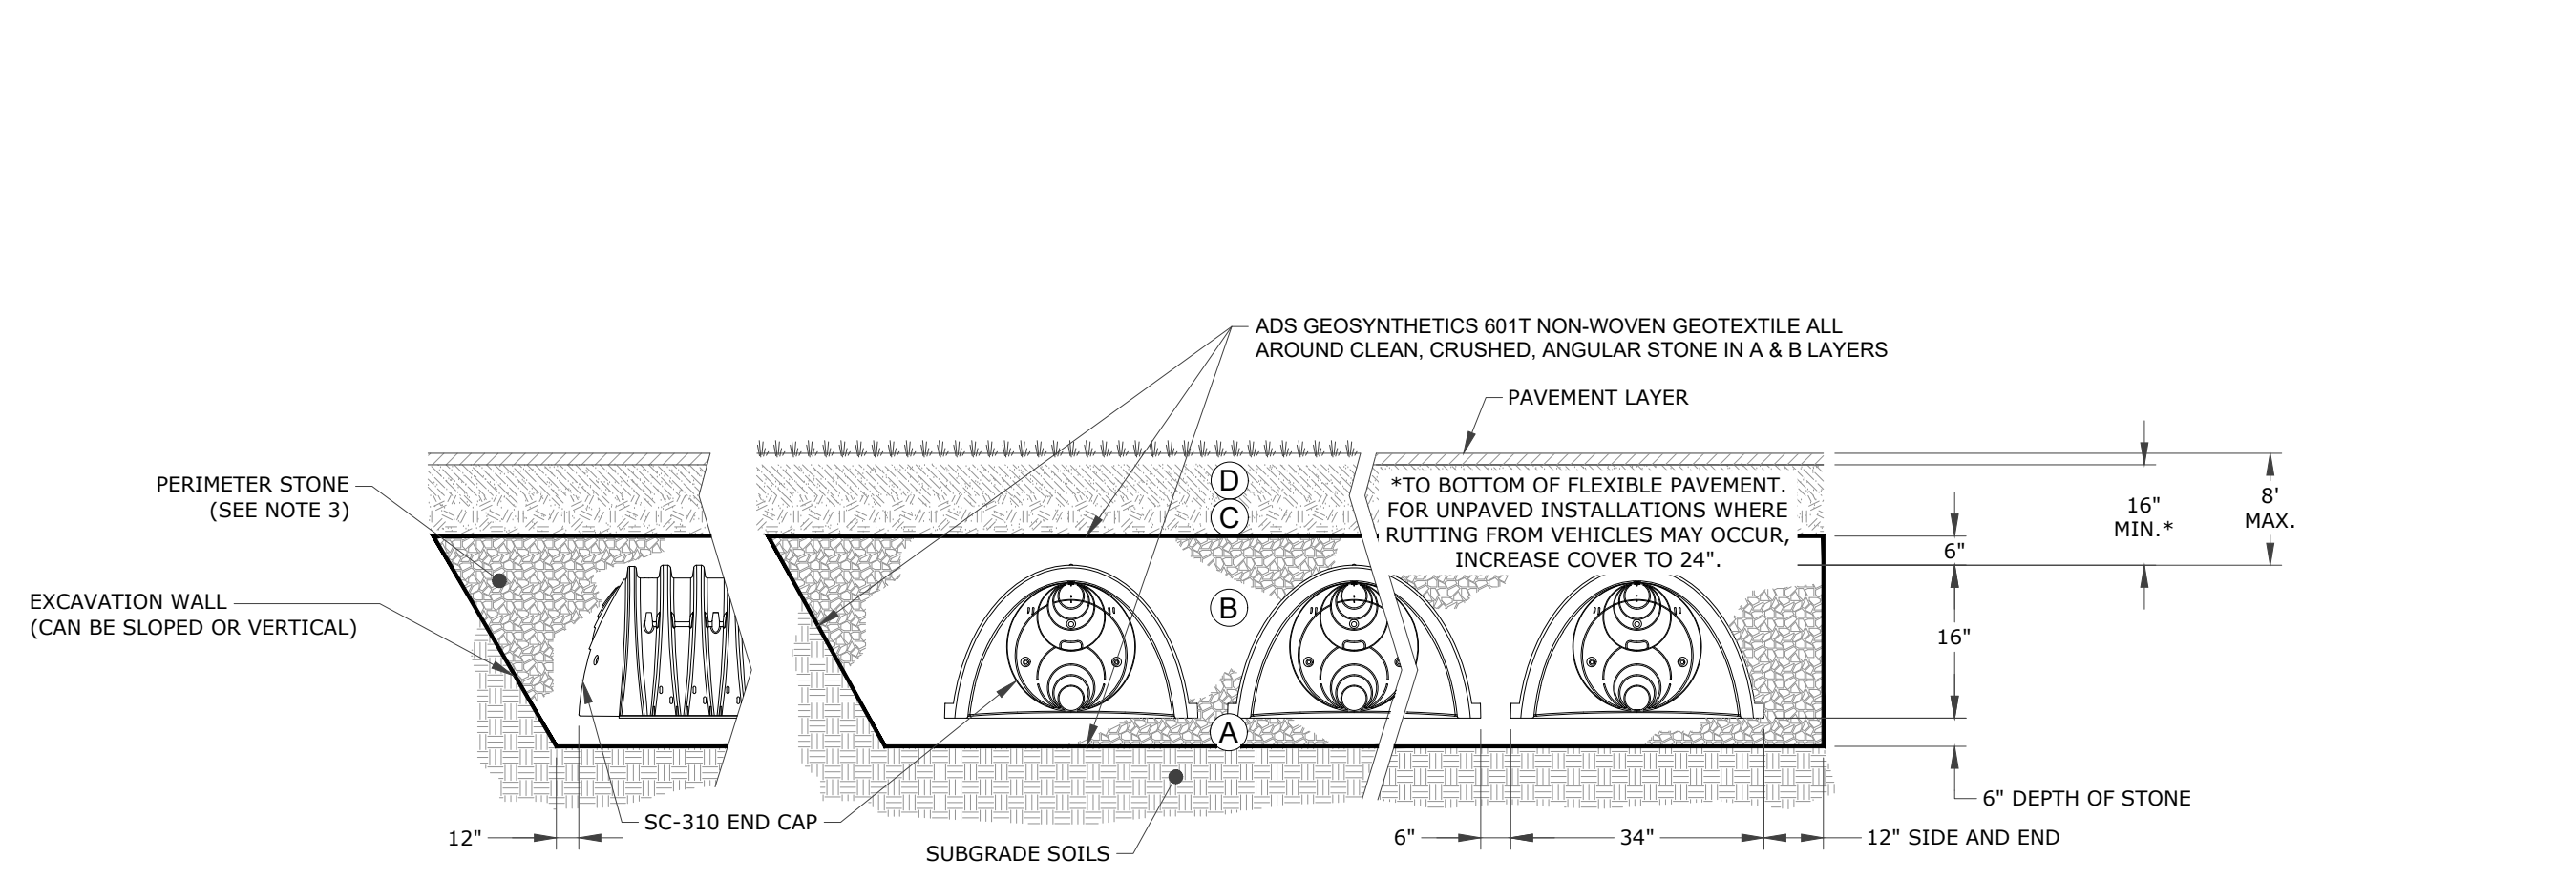 ADS GEOSYNTHETICS 601T NON-WOVEN GEOTEXTILE ALL
AROUND CLEAN, CRUSHED, ANGULAR STONE IN A & B LAYERS
PAVEMENT LAYER
PERIMETER STONE
(SEE NOTE 3)
EXCAVATION WALL
(CAN BE SLOPED OR VERTICAL)
D
C
B
A
*TO BOTTOM OF FLEXIBLE PAVEMENT.
FOR UNPAVED INSTALLATIONS WHERE
RUTTING FROM VEHICLES MAY OCCUR,
INCREASE COVER TO 24".
8'
MAX.
16"
MIN.*
6"
16"
6" DEPTH OF STONE
12"
SC-310 END CAP
SUBGRADE SOILS
6"
34"
12" SIDE AND END